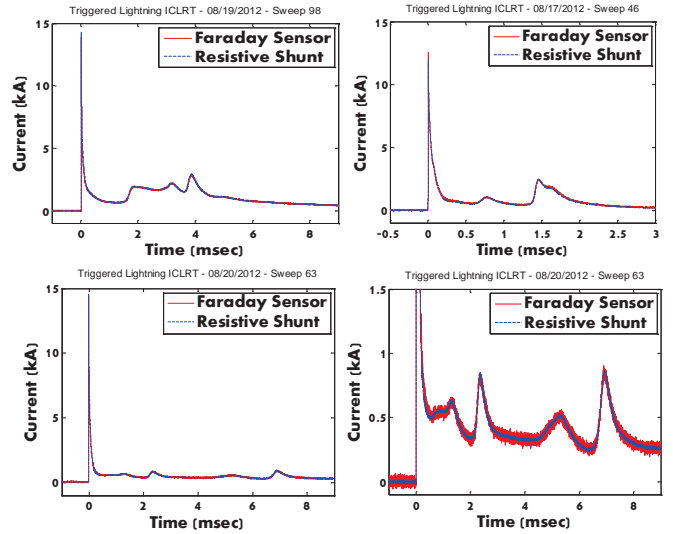 Triggered Lightning ICLRT - 08/19/2012 - Sweep 98
15
10
5
0
Current (kA)
Faraday Sensor
Resistive Shunt
0
2
4
6
8
Time (msec)
Triggered Lightning ICLRT - 08/17/2012 - Sweep 46
15
10
5
0
Current (kA)
Faraday Sensor
Resistive Shunt
-0.5
0
0.5
1
1.5
2
2.5
3
Time (msec)
Triggered Lightning ICLRT - 08/20/2012 - Sweep 63
15
10
5
0
Current (kA)
Faraday Sensor
Resistive Shunt
0
2
4
6
8
Time (msec)
Triggered Lightning ICLRT - 08/20/2012 - Sweep 63
1.5
1
0.5
0
Current (kA)
Faraday Sensor
Resistive Shunt
0
2
4
6
8
Time (msec)